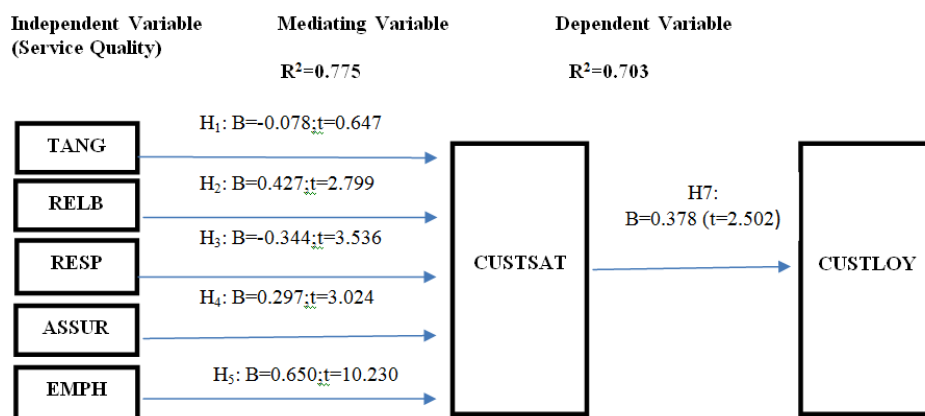 Independent Variable
(Service Quality)
Mediating Variable
Dependent Variable
R²=0.775
R²=0.703
H₁: B=-0.078;t=0.647
TANG
H₂: B=0.427;t=2.799
RELB
H₃: B=-0.344;t=3.536
RESP
H₄: B=0.297;t=3.024
ASSUR
H₅: B=0.650;t=10.230
EMPH
CUSTSAT
H7:
B=0.378 (t=2.502)
CUSTLOY